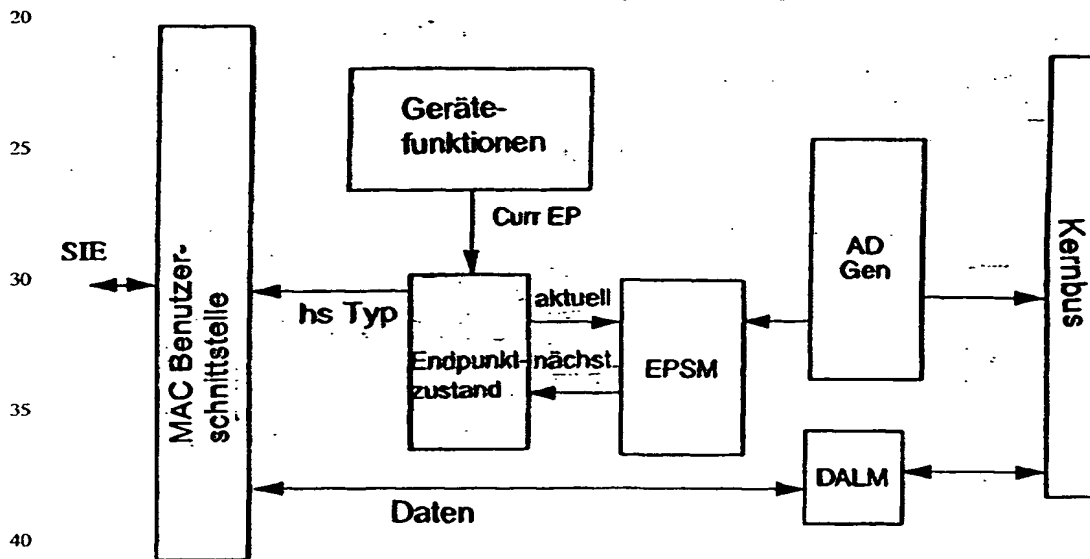 20
Geräte-
funktionen
25
Curr EP
AD
Gen
Kernbus
SIE
30
hs Typ
aktuell
MAC Benutzer-
schnittstelle
Endpunkt-
zustand
nächst
EPSM
35
DALM
Daten
40